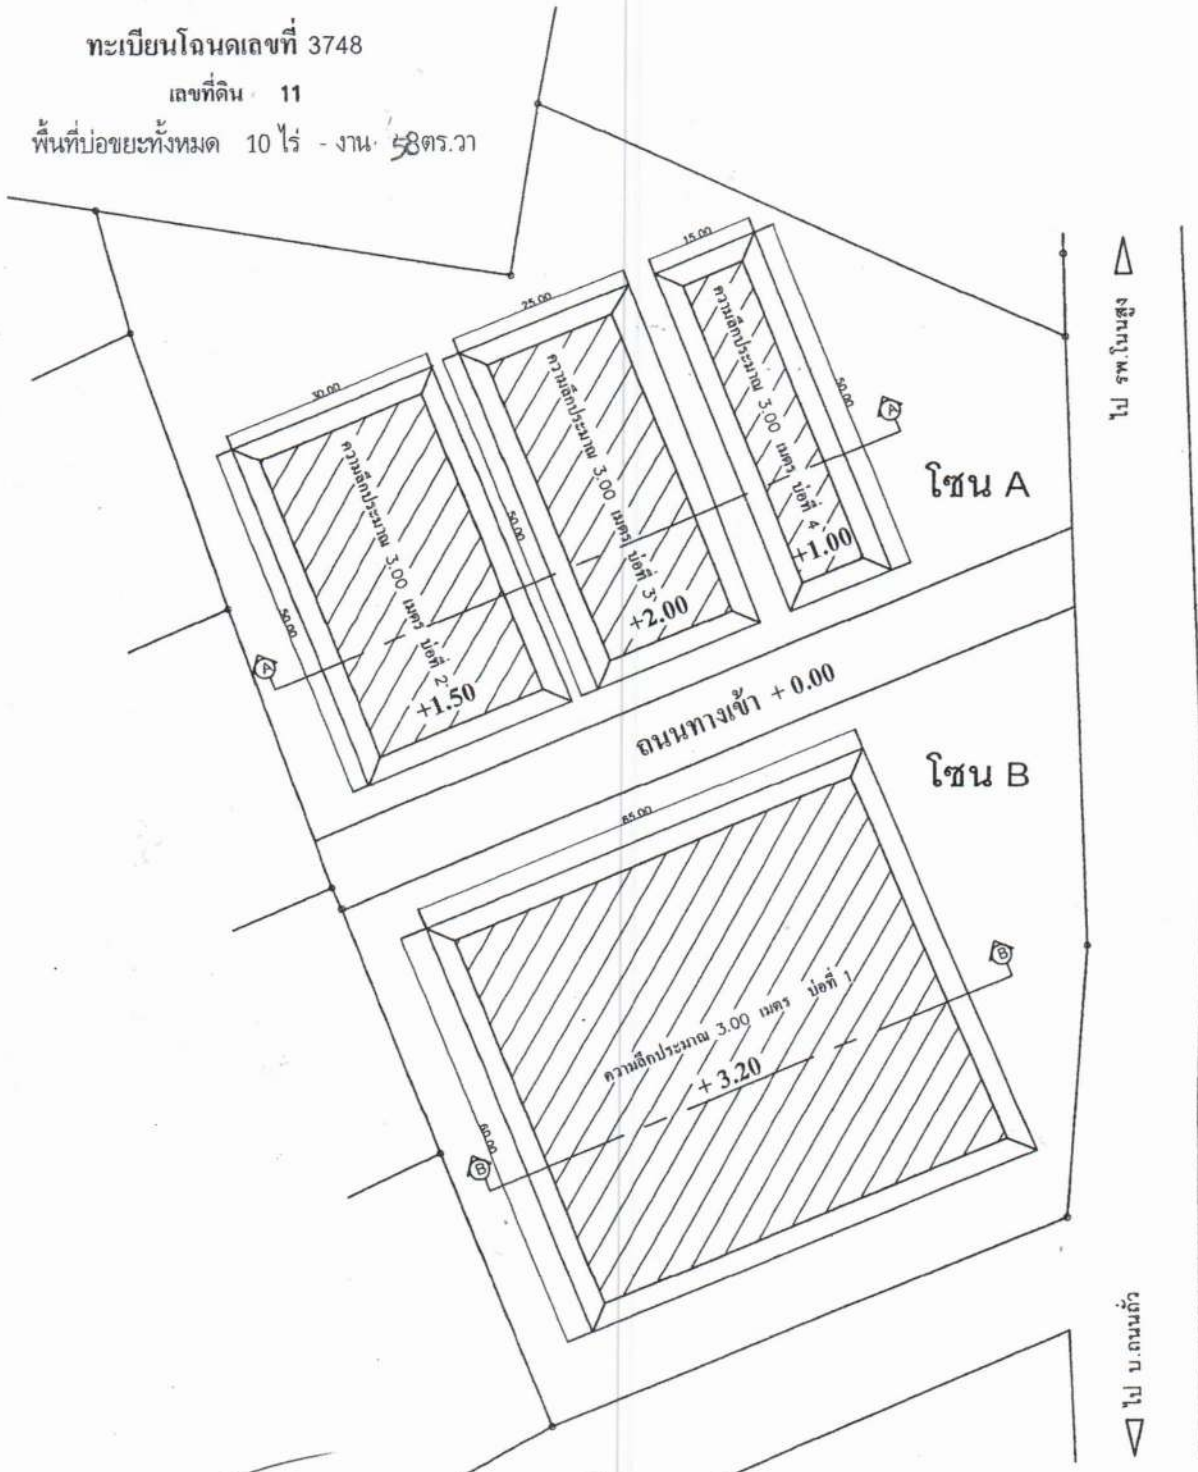 ทะเบียนโฉนดเลขที่ 3748
เลขที่ดิน 11
พื้นที่บ่อขยะทั้งหมด 10 ไร่ - งาน 58ตร.วา
15.00
25.00
30.00
ไป รพ.โนนสูง
ความลึกประมาณ 3.00 เมตร บ่อที่ 4
+1.00
50.00
A
โซน A
ความลึกประมาณ 3.00 เมตร บ่อที่ 3
+2.00
50.00
ความลึกประมาณ 3.00 เมตร บ่อที่ 2
+1.50
50.00
A
ถนนทางเข้า + 0.00
โซน B
65.00
B
ความลึกประมาณ 3.00 เมตร บ่อที่ 1
+ 3.20
60.00
B
ไป บ.ถนนถั่ว